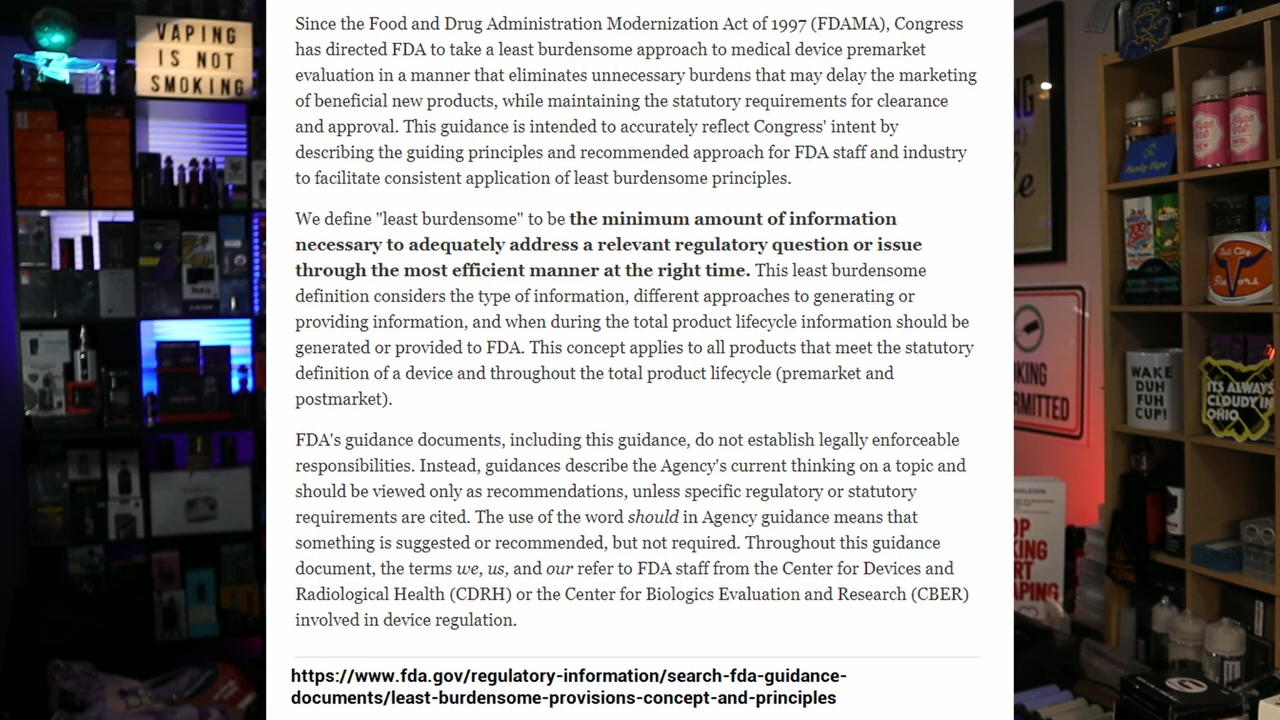 VAPING
IS NOT
SMOKING
Since the Food and Drug Administration Modernization Act of 1997 (FDAMA), Congress
has directed FDA to take a least burdensome approach to medical device premarket
evaluation in a manner that eliminates unnecessary burdens that may delay the marketing
of beneficial new products, while maintaining the statutory requirements for clearance
and approval. This guidance is intended to accurately reflect Congress' intent by
describing the guiding principles and recommended approach for FDA staff and industry
to facilitate consistent application of least burdensome principles.
We define "least burdensome" to be the minimum amount of information
necessary to adequately address a relevant regulatory question or issue
through the most efficient manner at the right time. This least burdensome
definition considers the type of information, different approaches to generating or
providing information, and when during the total product lifecycle information should be
generated or provided to FDA. This concept applies to all products that meet the statutory
definition of a device and throughout the total product lifecycle (premarket and
postmarket).
FDA's guidance documents, including this guidance, do not establish legally enforceable
responsibilities. Instead, guidances describe the Agency's current thinking on a topic and
should be viewed only as recommendations, unless specific regulatory or statutory
requirements are cited. The use of the word should in Agency guidance means that
something is suggested or recommended, but not required. Throughout this guidance
document, the terms we, us, and our refer to FDA staff from the Center for Devices and
Radiological Health (CDRH) or the Center for Biologics Evaluation and Research (CBER)
involved in device regulation.
https://www.fda.gov/regulatory-information/search-fda-guidance-
documents/least-burdensome-provisions-concept-and-principles
WAKE
DUH
FUH
CUP!
ITS ALWAYS
CLOUDY IN
OHIO